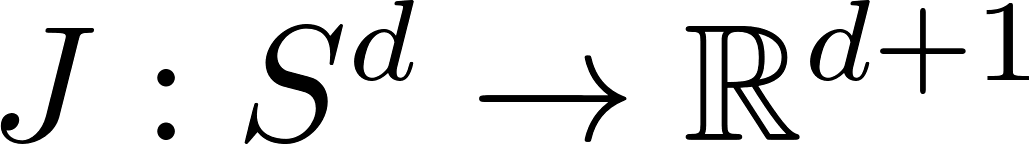 J : S^d → ℝ^{d+1}